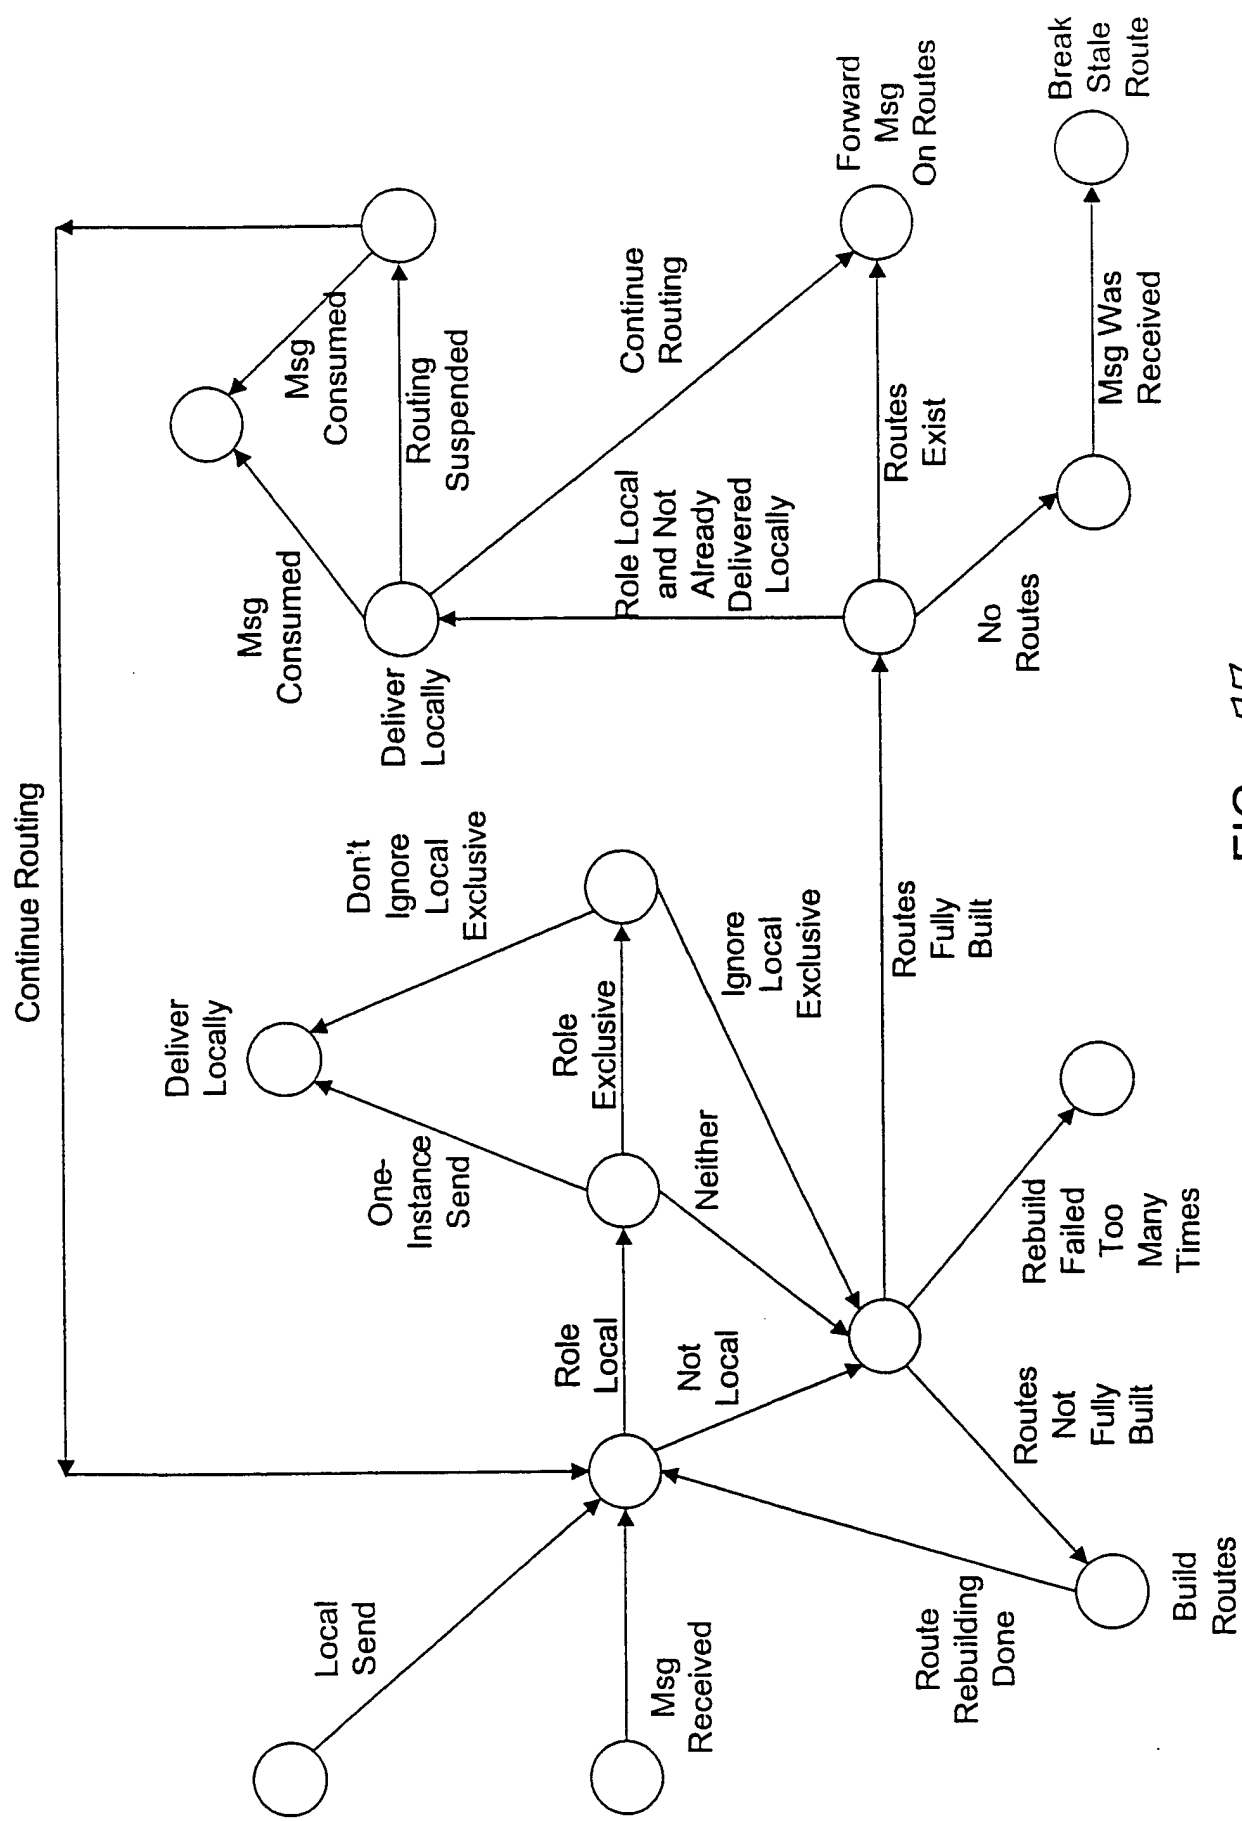 Continue Routing
Deliver
Locally
Msg
Consumed
Msg
Consumed
Local
Send
One-
Instance
Send
Don't
Ignore
Local
Exclusive
Deliver
Locally
Routing
Suspended
Role
Local
Role
Exclusive
Continue
Routing
Msg
Received
Not
Local
Neither
Ignore
Local
Exclusive
Role Local
and Not
Already
Delivered
Locally
Forward
Msg
On Routes
Routes
Exist
Routes
Fully
Built
Route
Rebuilding
Done
Routes
Not
Fully
Built
Rebuild
Failed
Too
Many
Times
No
Routes
Msg Was
Received
Break
Stale
Route
Build
Routes
FIG.